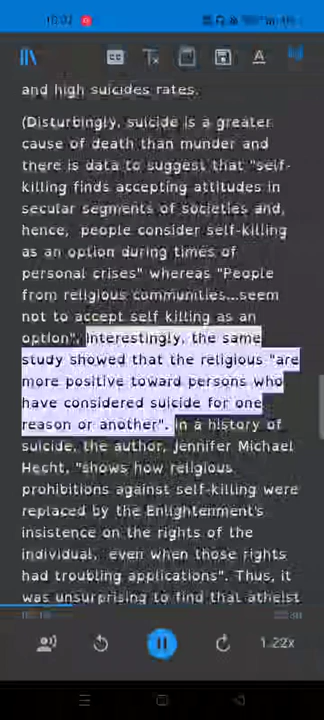 18:02
and high suicides rates.
(Disturbingly, suicide is a greater
cause of death than murder and
there is data to suggest that "self-
killing finds accepting attitudes in
secular segments of societies and,
hence, people consider self-killing
as an option during times of
personal crises" whereas "People
from religious communities...seem
not to accept self killing as an
option". Interestingly, the same
study showed that the religious "are
more positive toward persons who
have considered suicide for one
reason or another". In a history of
suicide, the author, Jennifer Michael
Hecht, "shows how religious
prohibitions against self-killing were
replaced by the Enlightenment's
insistence on the rights of the
individual, even when those rights
had troubling applications". Thus, it
was unsurprising to find that atheist
1.22x